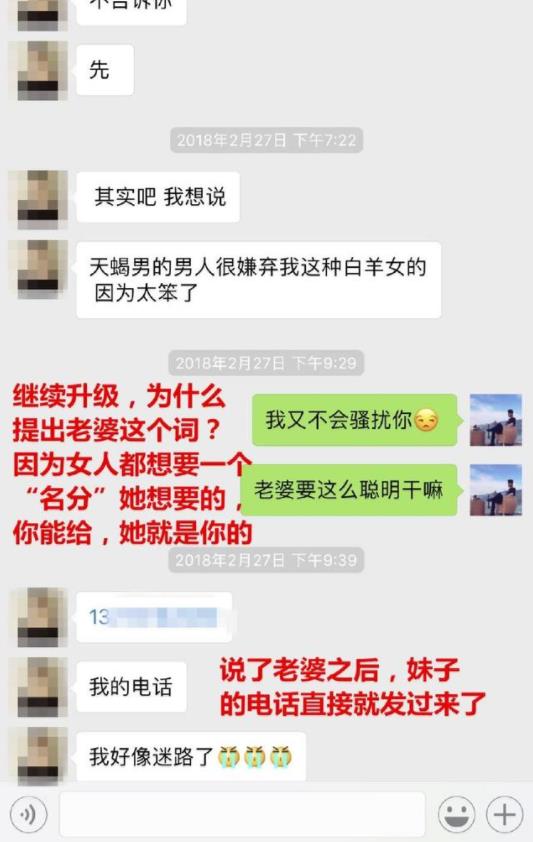 不告诉你
先
2018年2月27日 下午7:22
其实吧 我想说
天蝎男的男人很嫌弃我这种白羊女的
因为太笨了
2018年2月27日 下午9:29
继续升级，为什么
提出老婆这个词？
因为女人都想要一个
“名分”她想要的，
你能给，她就是你的
我又不会骚扰你
老婆要这么聪明干嘛
2018年2月27日 下午9:39
13
我的电话
说了老婆之后，妹子
的电话直接就发过来了
我好像迷路了